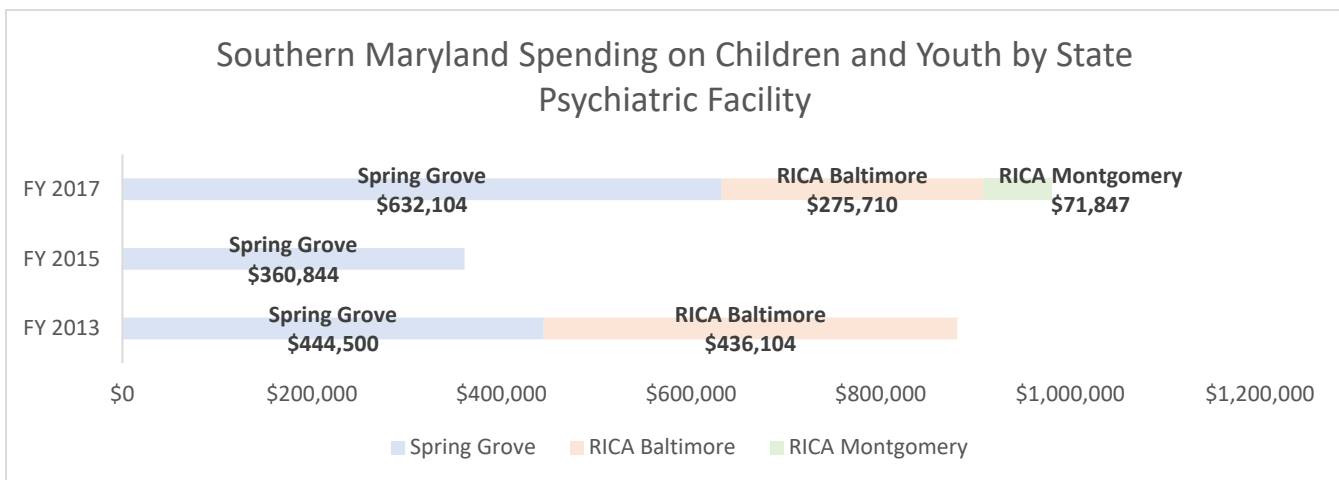 Southern Maryland Spending on Children and Youth by State
Psychiatric Facility
FY 2017
Spring Grove
$632,104
RICA Baltimore
$275,710
RICA Montgomery
$71,847
FY 2015
Spring Grove
$360,844
FY 2013
Spring Grove
$444,500
RICA Baltimore
$436,104
$0 $200,000 $400,000 $600,000 $800,000 $1,000,000 $1,200,000
Spring Grove RICA Baltimore RICA Montgomery